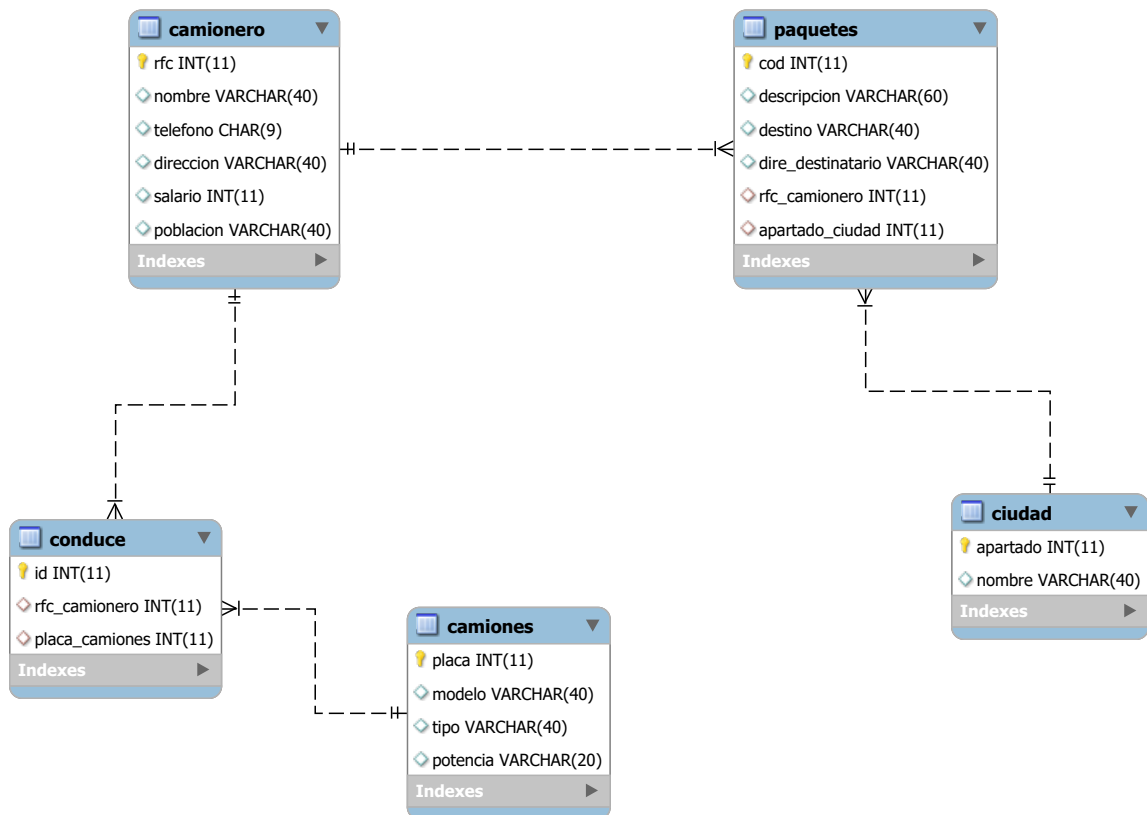 camionero
rfc INT(11)
nombre VARCHAR(40)
telefono CHAR(9)
direccion VARCHAR(40)
salario INT(11)
poblacion VARCHAR(40)
Indexes
paquetes
cod INT(11)
descripcion VARCHAR(60)
destino VARCHAR(40)
dire_destinatario VARCHAR(40)
rfc_camionero INT(11)
apartado_ciudad INT(11)
Indexes
conduce
id INT(11)
rfc_camionero INT(11)
placa_camiones INT(11)
Indexes
camiones
placa INT(11)
modelo VARCHAR(40)
tipo VARCHAR(40)
potencia VARCHAR(20)
Indexes
ciudad
apartado INT(11)
nombre VARCHAR(40)
Indexes